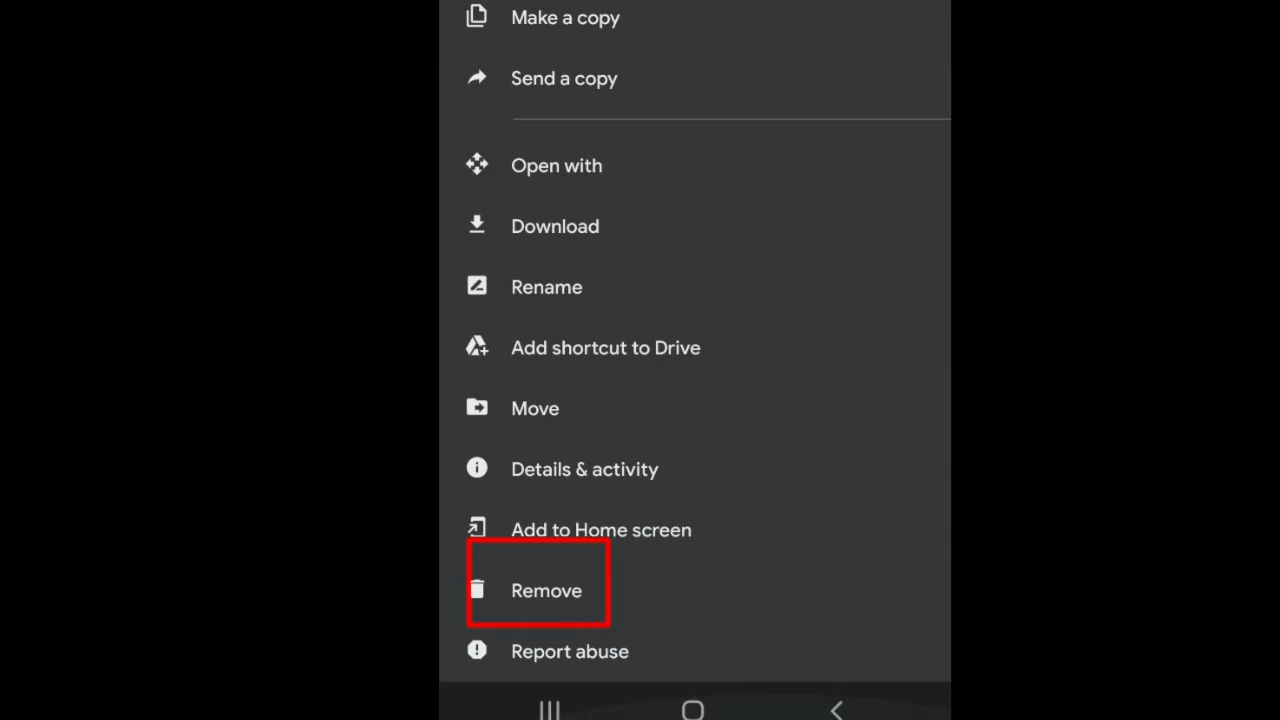 Make a copy
Send a copy
Open with
Download
Rename
Add shortcut to Drive
Move
Details & activity
Add to Home screen
Remove
Report abuse